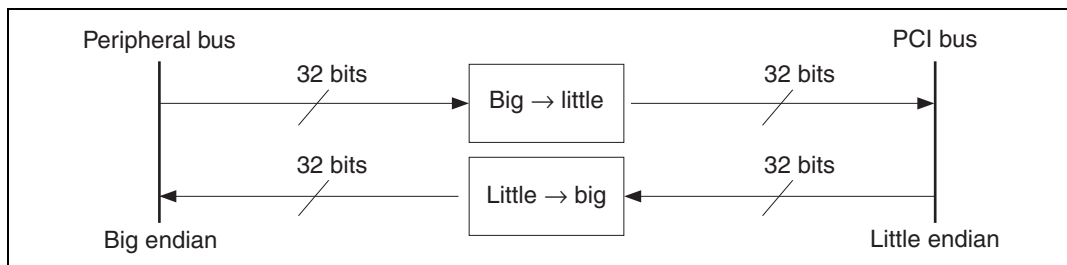 Peripheral bus
PCI bus
32 bits
32 bits
Big → little
32 bits
32 bits
Little → big
Big endian
Little endian